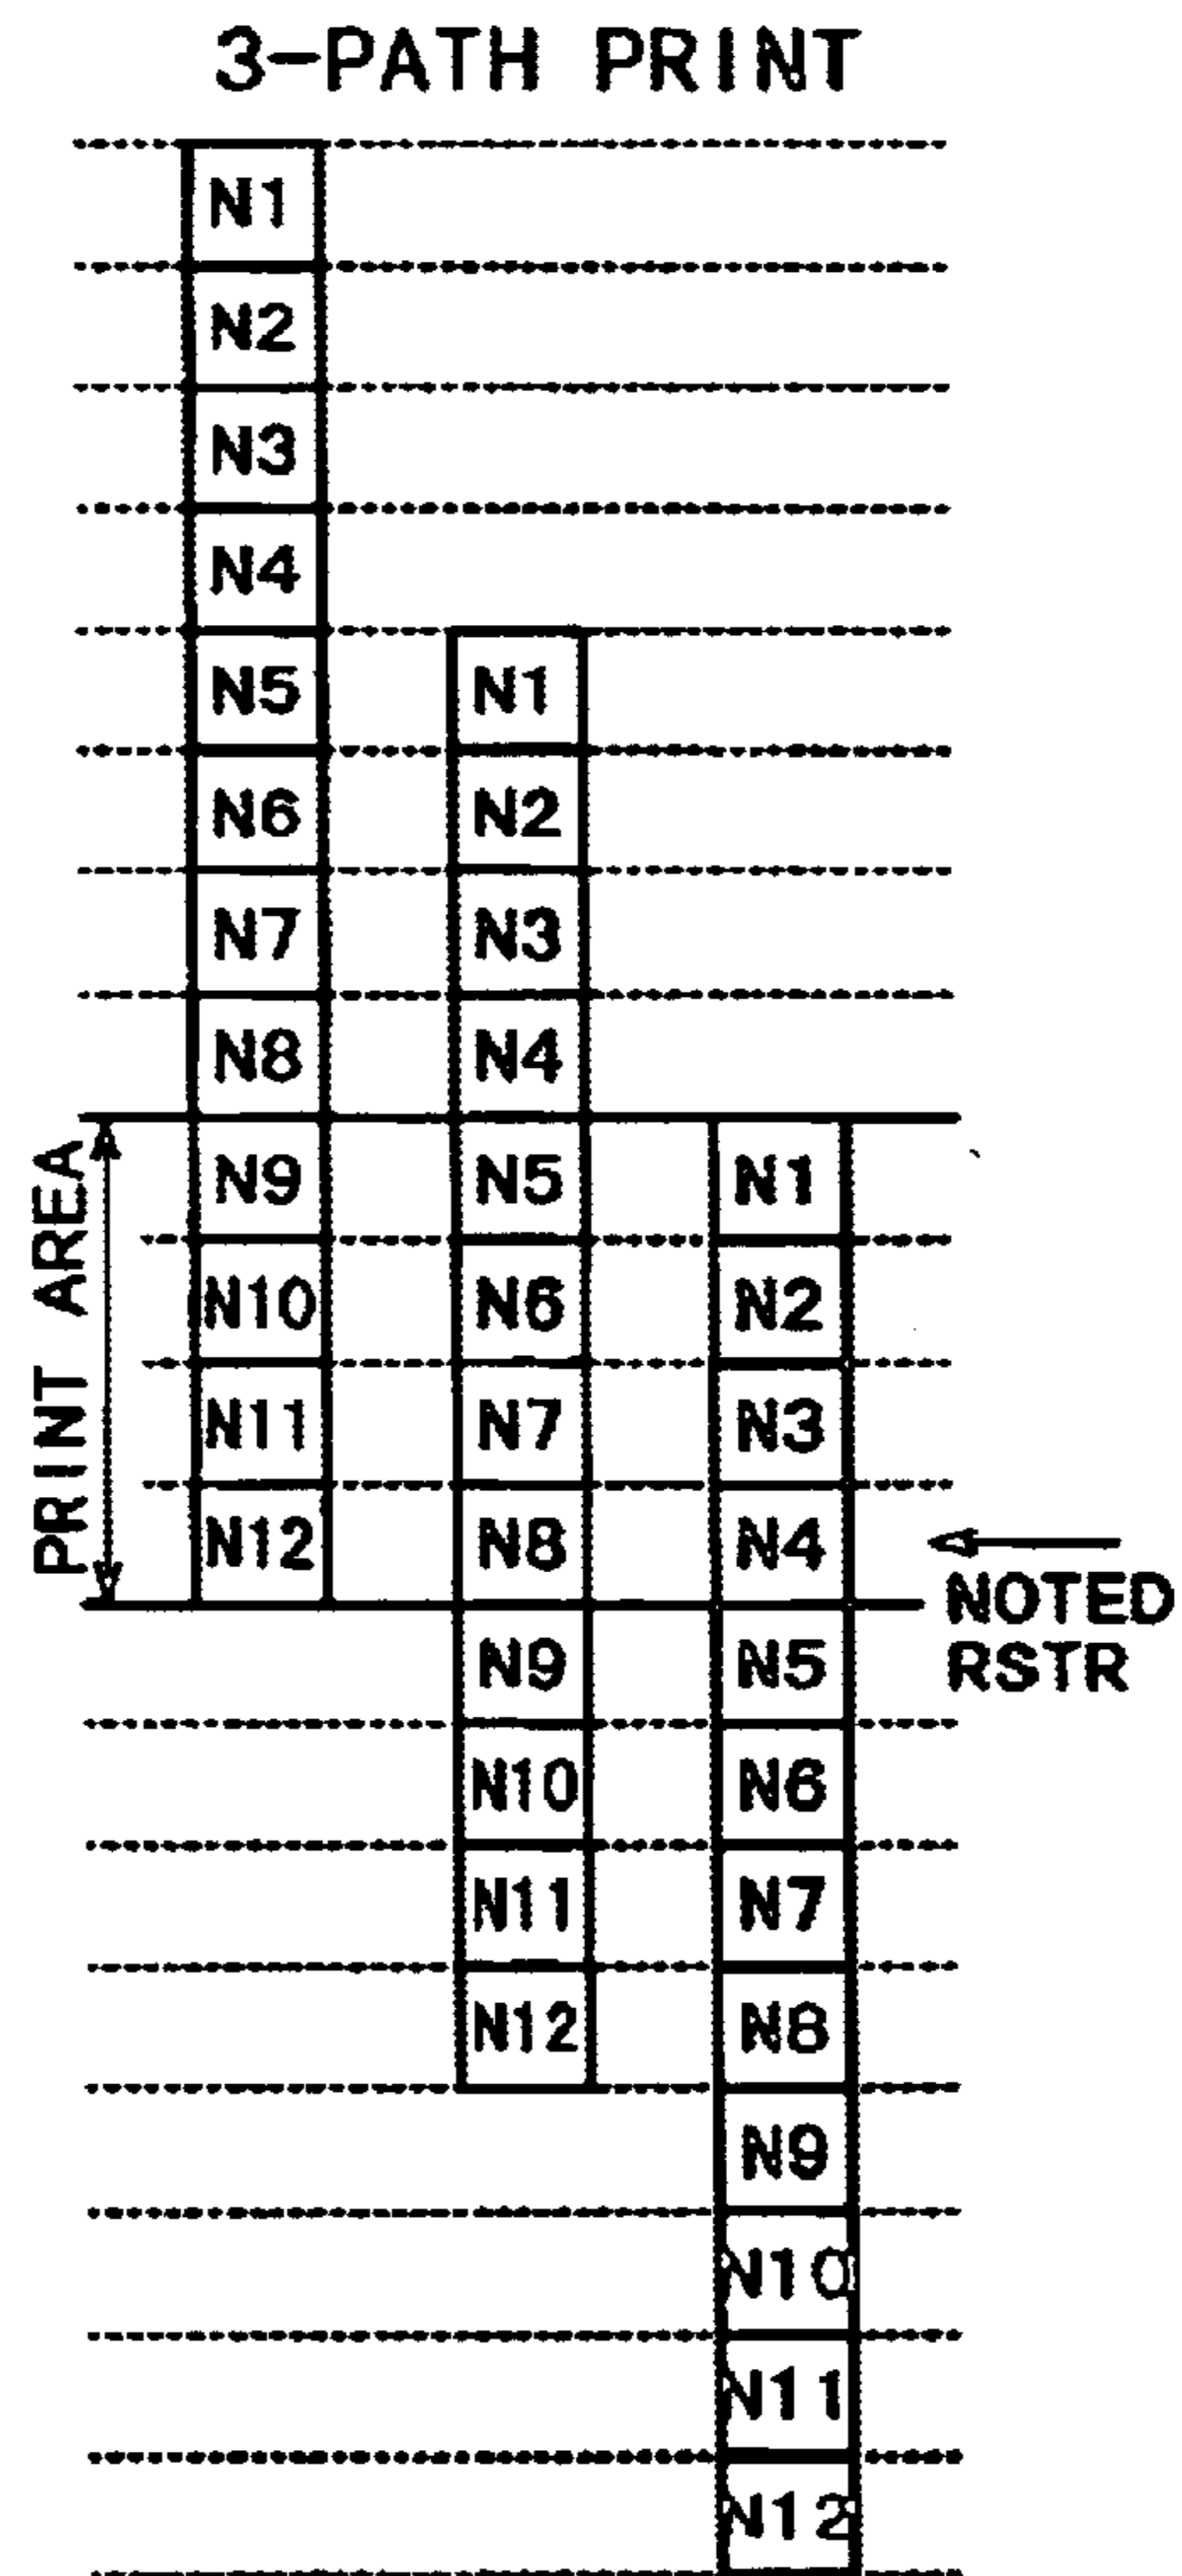 3-PATH PRINT
N1
N2
N3
N4
N5 N1
N6 N2
N7 N3
N8 N4
N9 N5 N1
N10 N6 N2
N11 N7 N3
N12 N8 N4
PRINT AREA
NOTED
RSTR
N9 N5
N10 N6
N11 N7
N12 N8
N9
N10
N11
N12